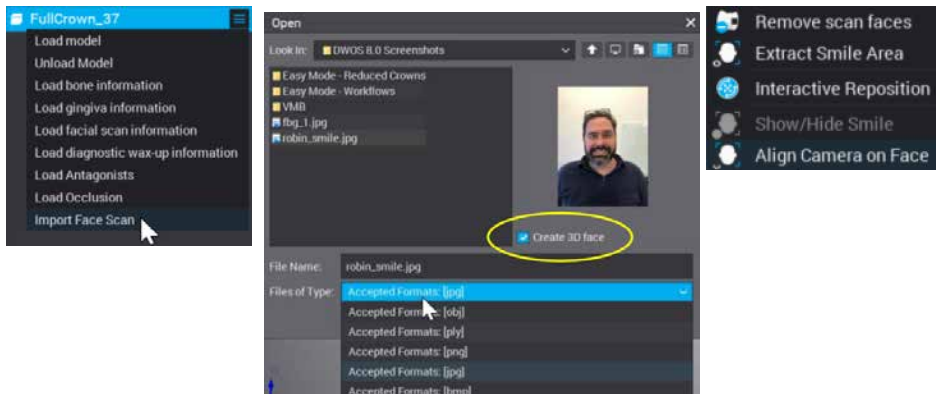 FullCrown_37
Load model
Unload Model
Load bone information
Load gingiva information
Load facial scan information
Load diagnostic wax-up information
Load Antagonists
Load Occlusion
Import Face Scan
Open
Look In: DWOS 8.0 Screenshots
Easy Mode - Reduced Crowns
Easy Mode - Workflows
VMB
fbg_1.jpg
robin_smile.jpg
Create 3D face
File Name: robin_smile.jpg
Files of Type: Accepted Formats: [jpg]
Accepted Formats: [obj]
Accepted Formats: [ply]
Accepted Formats: [png]
Accepted Formats: [jpg]
Accepted Formats: [bmp]
Remove scan faces
Extract Smile Area
Interactive Reposition
Show/Hide Smile
Align Camera on Face